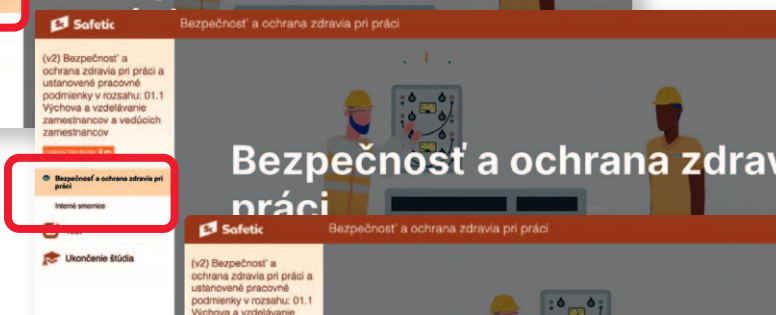 Safetic
Bezpečnosť a ochrana zdravia pri práci
(v2) Bezpečnosť a
ochrana zdravia pri práci a
ustanovené pracovné
podmienky v rozsahu: 01.1
Výchova a vzdelávanie
zamestnancov a vedúcich
zamestnancov
Bezpečnosť a ochrana zdravia pri
práci
Interné smernice
Ukončenie štúdia
Bezpečnosť a ochrana zdrav
práci
Safetic
Bezpečnosť a ochrana zdravia pri práci
(v2) Bezpečnosť a
ochrana zdravia pri práci a
ustanovené pracovné
podmienky v rozsahu: 01.1
Výchova a vzdelávanie